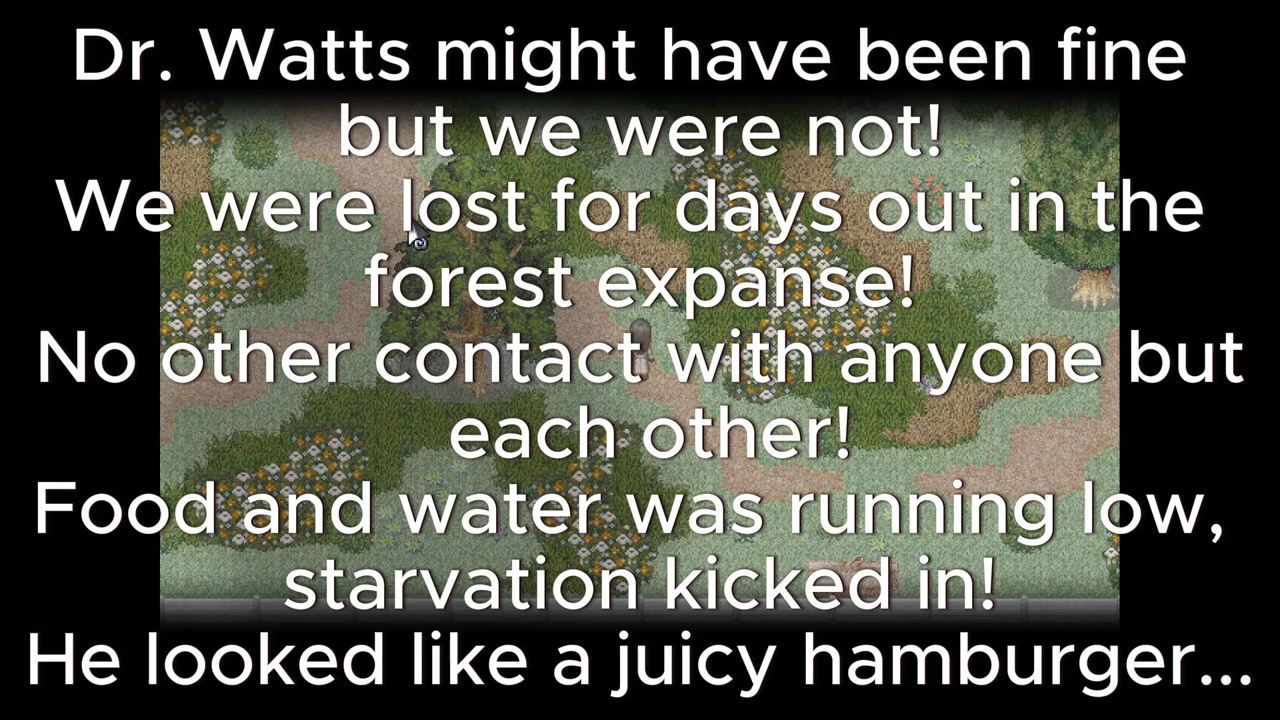 Dr. Watts might have been fine
but we were not!
We were lost for days out in the
forest expanse!
No other contact with anyone but
each other!
Food and water was running low,
starvation kicked in!
He looked like a juicy hamburger...